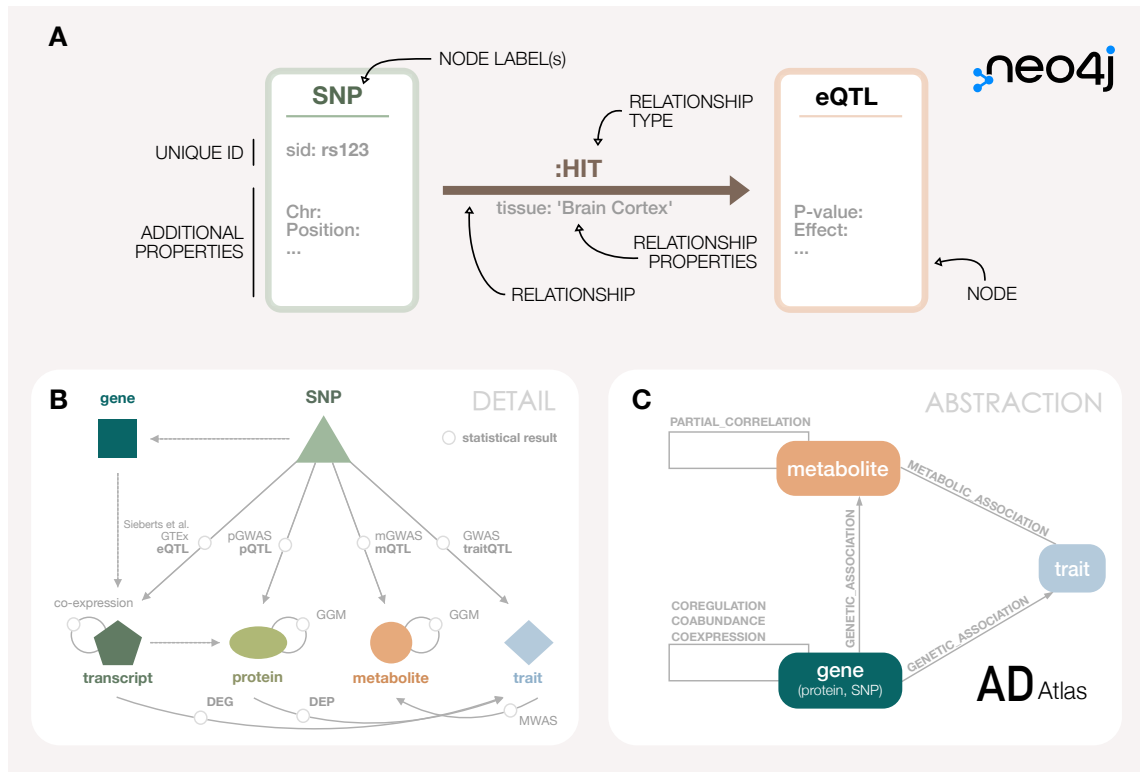 A
NODE LABEL(s)
neo4j
SNP
eQTL
RELATIONSHIP
TYPE
UNIQUE ID
sid: rs123
:HIT
tissue: 'Brain Cortex'
ADDITIONAL
PROPERTIES
Chr:
Position:
...
P-value:
Effect:
...
RELATIONSHIP
PROPERTIES
RELATIONSHIP
NODE
B
gene
SNP
DETAIL
statistical result
Sieberts et al.
GTEx
eQTL
pGWAS
pQTL
mGWAS
mQTL
GWAS
traitQTL
co-expression
GGM
GGM
transcript
protein
metabolite
trait
DEG
DEP
MWAS
C
ABSTRACTION
PARTIAL_CORRELATION
metabolite
METABOLIC_ASSOCIATION
GENETIC_ASSOCIATION
trait
COREGULATION
COABUNDANCE
COEXPRESSION
GENETIC_ASSOCIATION
gene
(protein, SNP)
AD Atlas